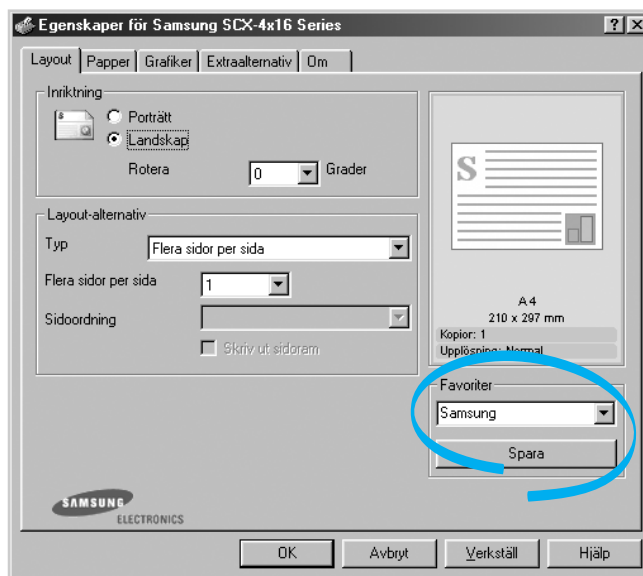 Egenskaper för Samsung SCX-4x16 Series
Layout Papper Grafiker Extraalternativ Om
Inriktning
Porträtt
Landskap
Rotera 0 Grader
Layout-alternativ
Typ Flera sidor per sida
Flera sidor per sida 1
Sidoordning
Skriv ut sidoram
S
S
A4
210 x 297 mm
Kopior: 1
Upplösning: Normal
Favoriter
Samsung
Spara
SAMSUNG
ELECTRONICS
OK Avbryt Verkställ Hjälp